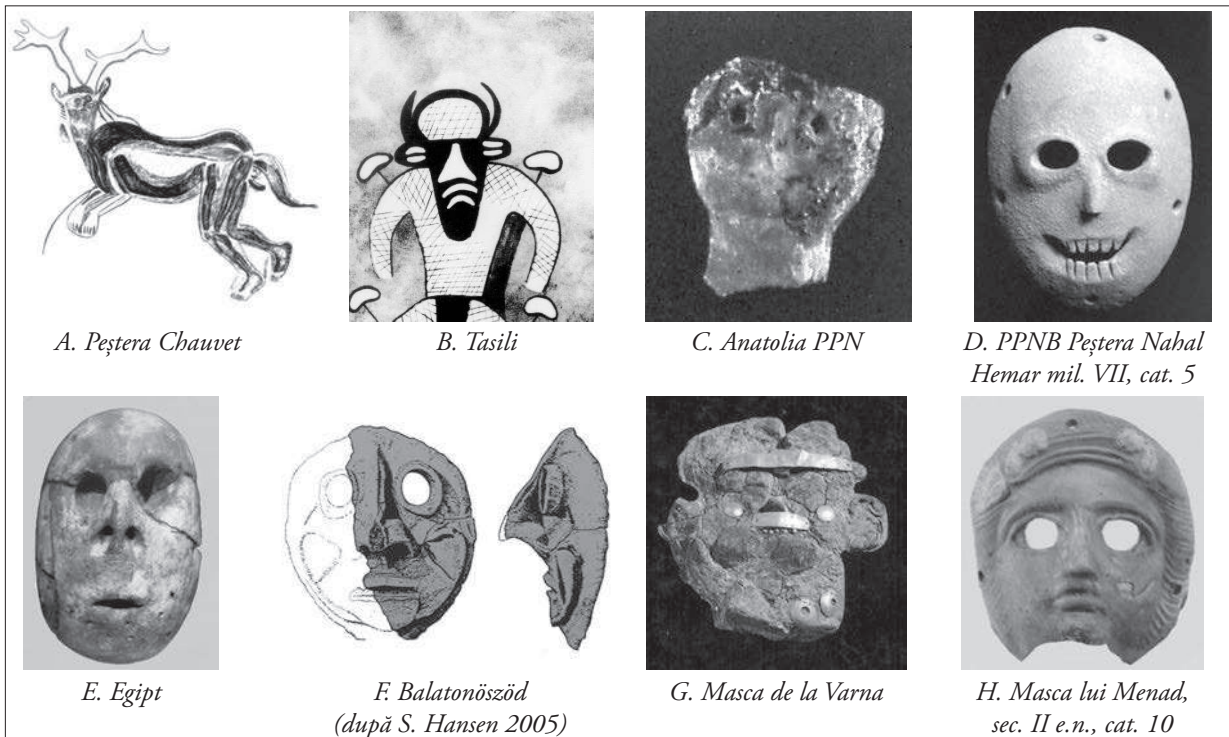 A. Peștera Chauvet
B. Tasili
C. Anatolia PPN
D. PPNB Peștera Nahal
Hemar mil. VII, cat. 5
E. Egipt
F. Balatonöszöd
(după S. Hansen 2005)
G. Masca de la Varna
H. Masca lui Menad,
sec. II e.n., cat. 10